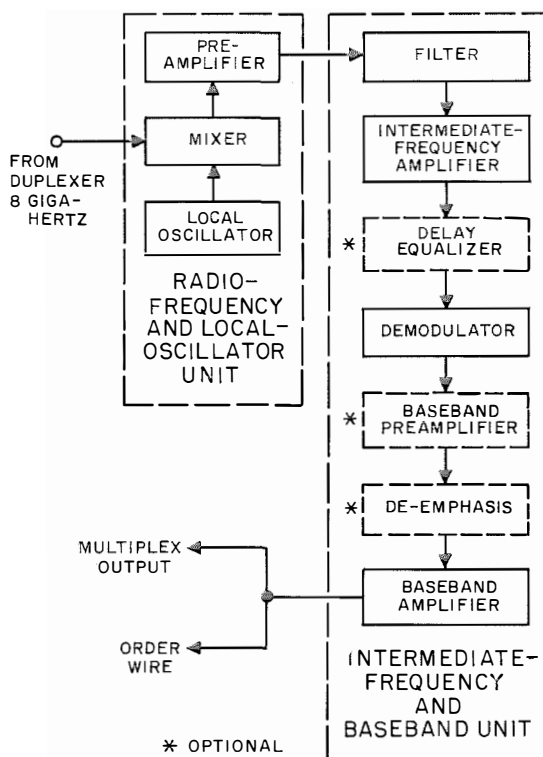 PRE-
AMPLIFIER
MIXER
FROM
DUPLEXER
8 GIGA-
HERTZ
LOCAL
OSCILLATOR
RADIO-
FREQUENCY
AND LOCAL-
OSCILLATOR
UNIT
FILTER
INTERMEDIATE-
FREQUENCY
AMPLIFIER
* DELAY
EQUALIZER
DEMODULATOR
* BASEBAND
PREAMPLIFIER
* DE-EMPHASIS
BASEBAND
AMPLIFIER
MULTIPLEX
OUTPUT
ORDER
WIRE
INTERMEDIATE-
FREQUENCY
AND
BASEBAND UNIT
* OPTIONAL